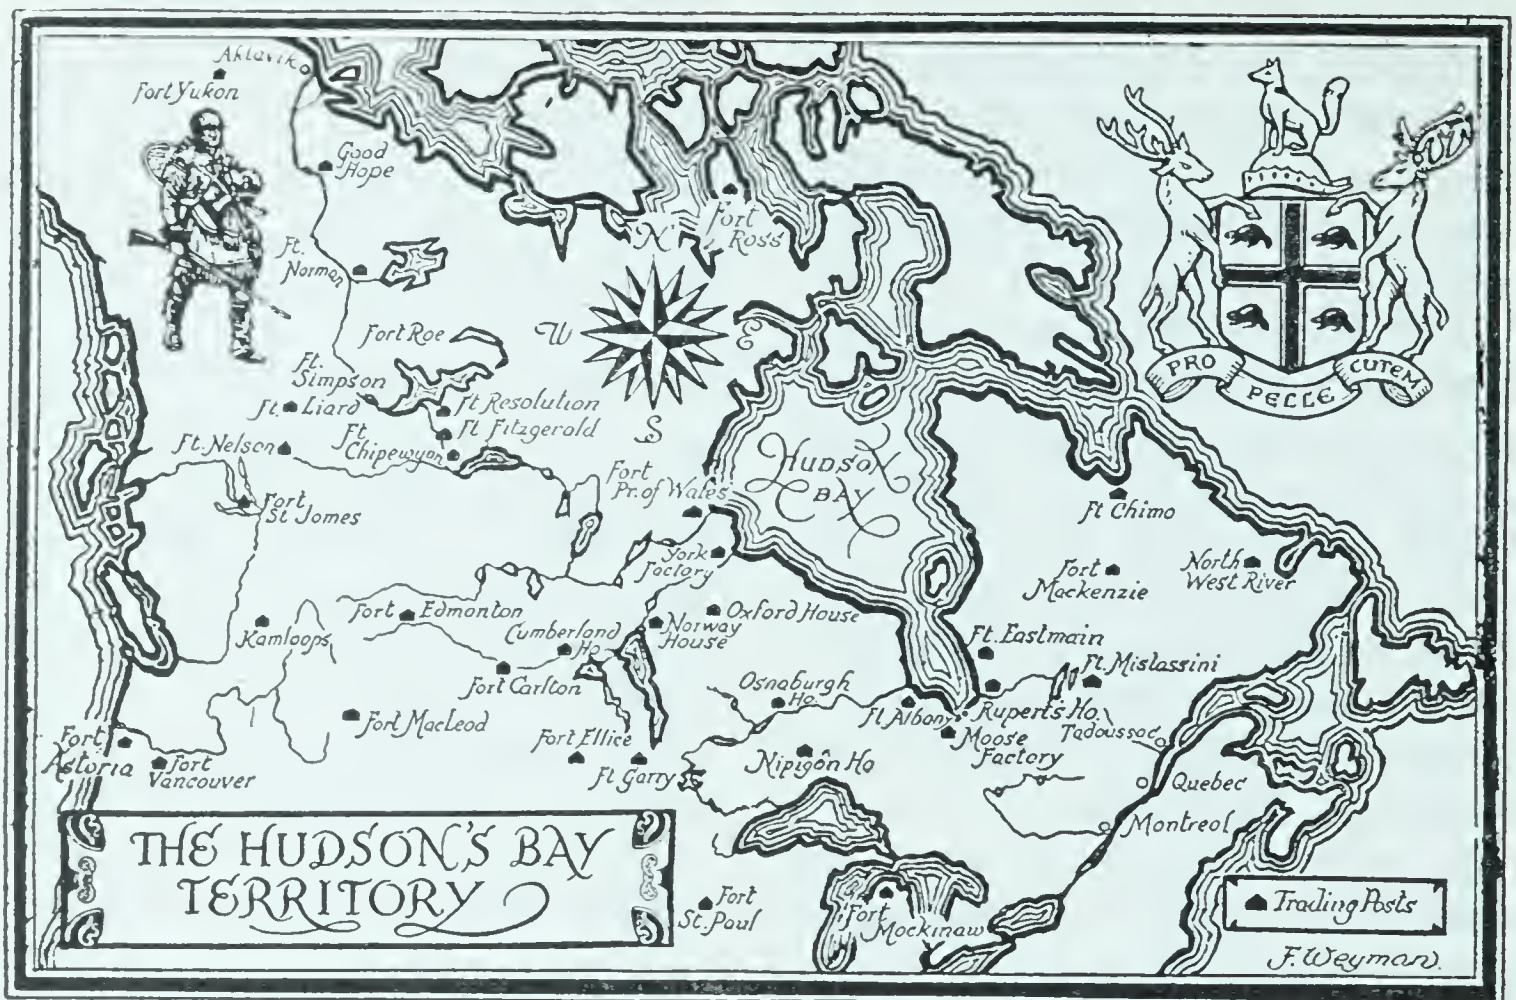 Aklavik
Fort Yukon
Good
Hope
Ft.
Norman
Fort Roe
Ft.
Simpson
Ft. Liard
Ft Resolution
Ft Fitzgerald
Ft. Nelson
Ft.
Chipewyan
Fort
St James
Fort
Pr. of Wales
York
Factory
N
W
E
S
Fort
Ross
HUDSON
BAY
PRO
PELLE
CUTEM
Ft Chimo
Fort
Mackenzie
North
West River
Fort Edmonton
Kamloops
Cumberland
Ho
Fort Carlton
Norway
House
Oxford House
Ft. Eastmain
Ft. Mistassini
Osnaburgh
Ho.
Ft Albany
Rupert's Ho.
Moose
Factory
Tadoussac
Fort MacLeod
Fort Ellice
Ft Garry
Nipigon Ho
Quebec
Montreal
Fort
Astoria
Fort
Vancouver
THE HUDSON'S BAY
TERRITORY
Fort
St. Paul
Fort
Mackinaw
Trading Posts
F. Weyman.